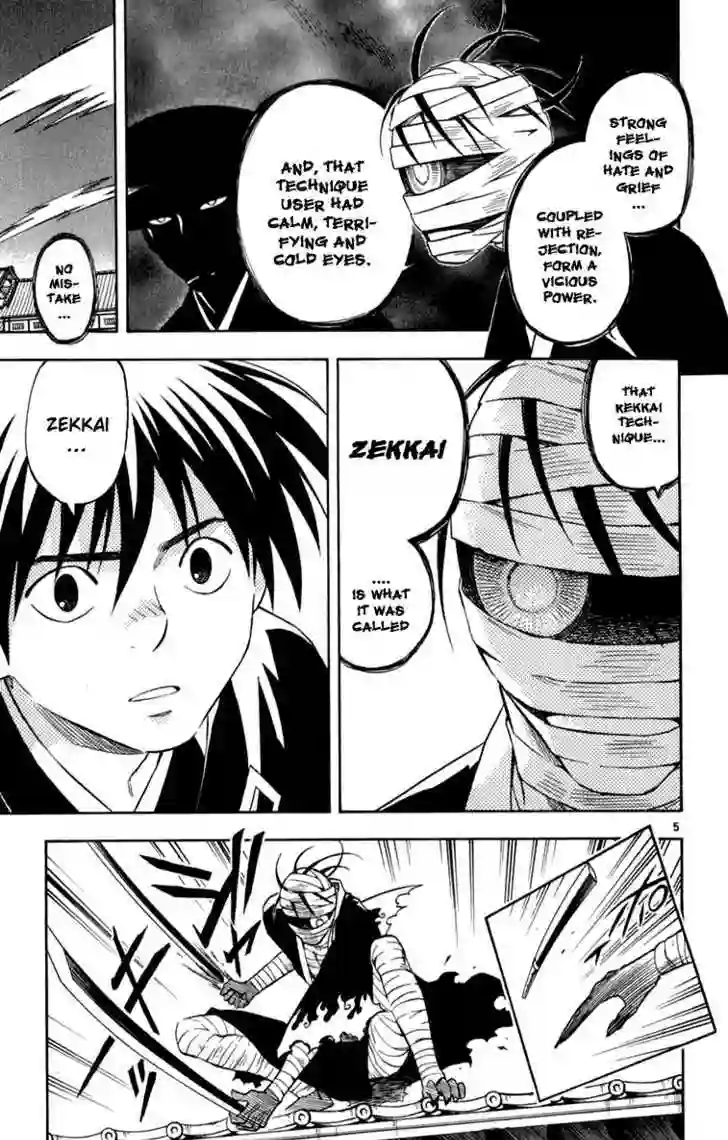 STRONG
FEEL-
INGS OF
HATE AND
GRIEF
...
COUPLED
WITH RE-
JECTION,
FORM A
VICIOUS
POWER.
AND, THAT
TECHNIQUE
USER HAD
CALM, TERRI-
FYING AND
COLD EYES.
NO
MIS-
TAKE
...
THAT
KEKKAI
TECH-
NIQUE...
ZEKKAI
....
IS WHAT
IT WAS
CALLED
ZEKKAI
...
5